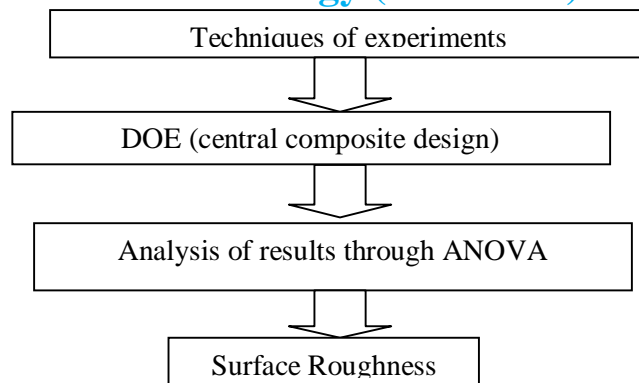 Techniques of experiments
DOE (central composite design)
Analysis of results through ANOVA
Surface Roughness